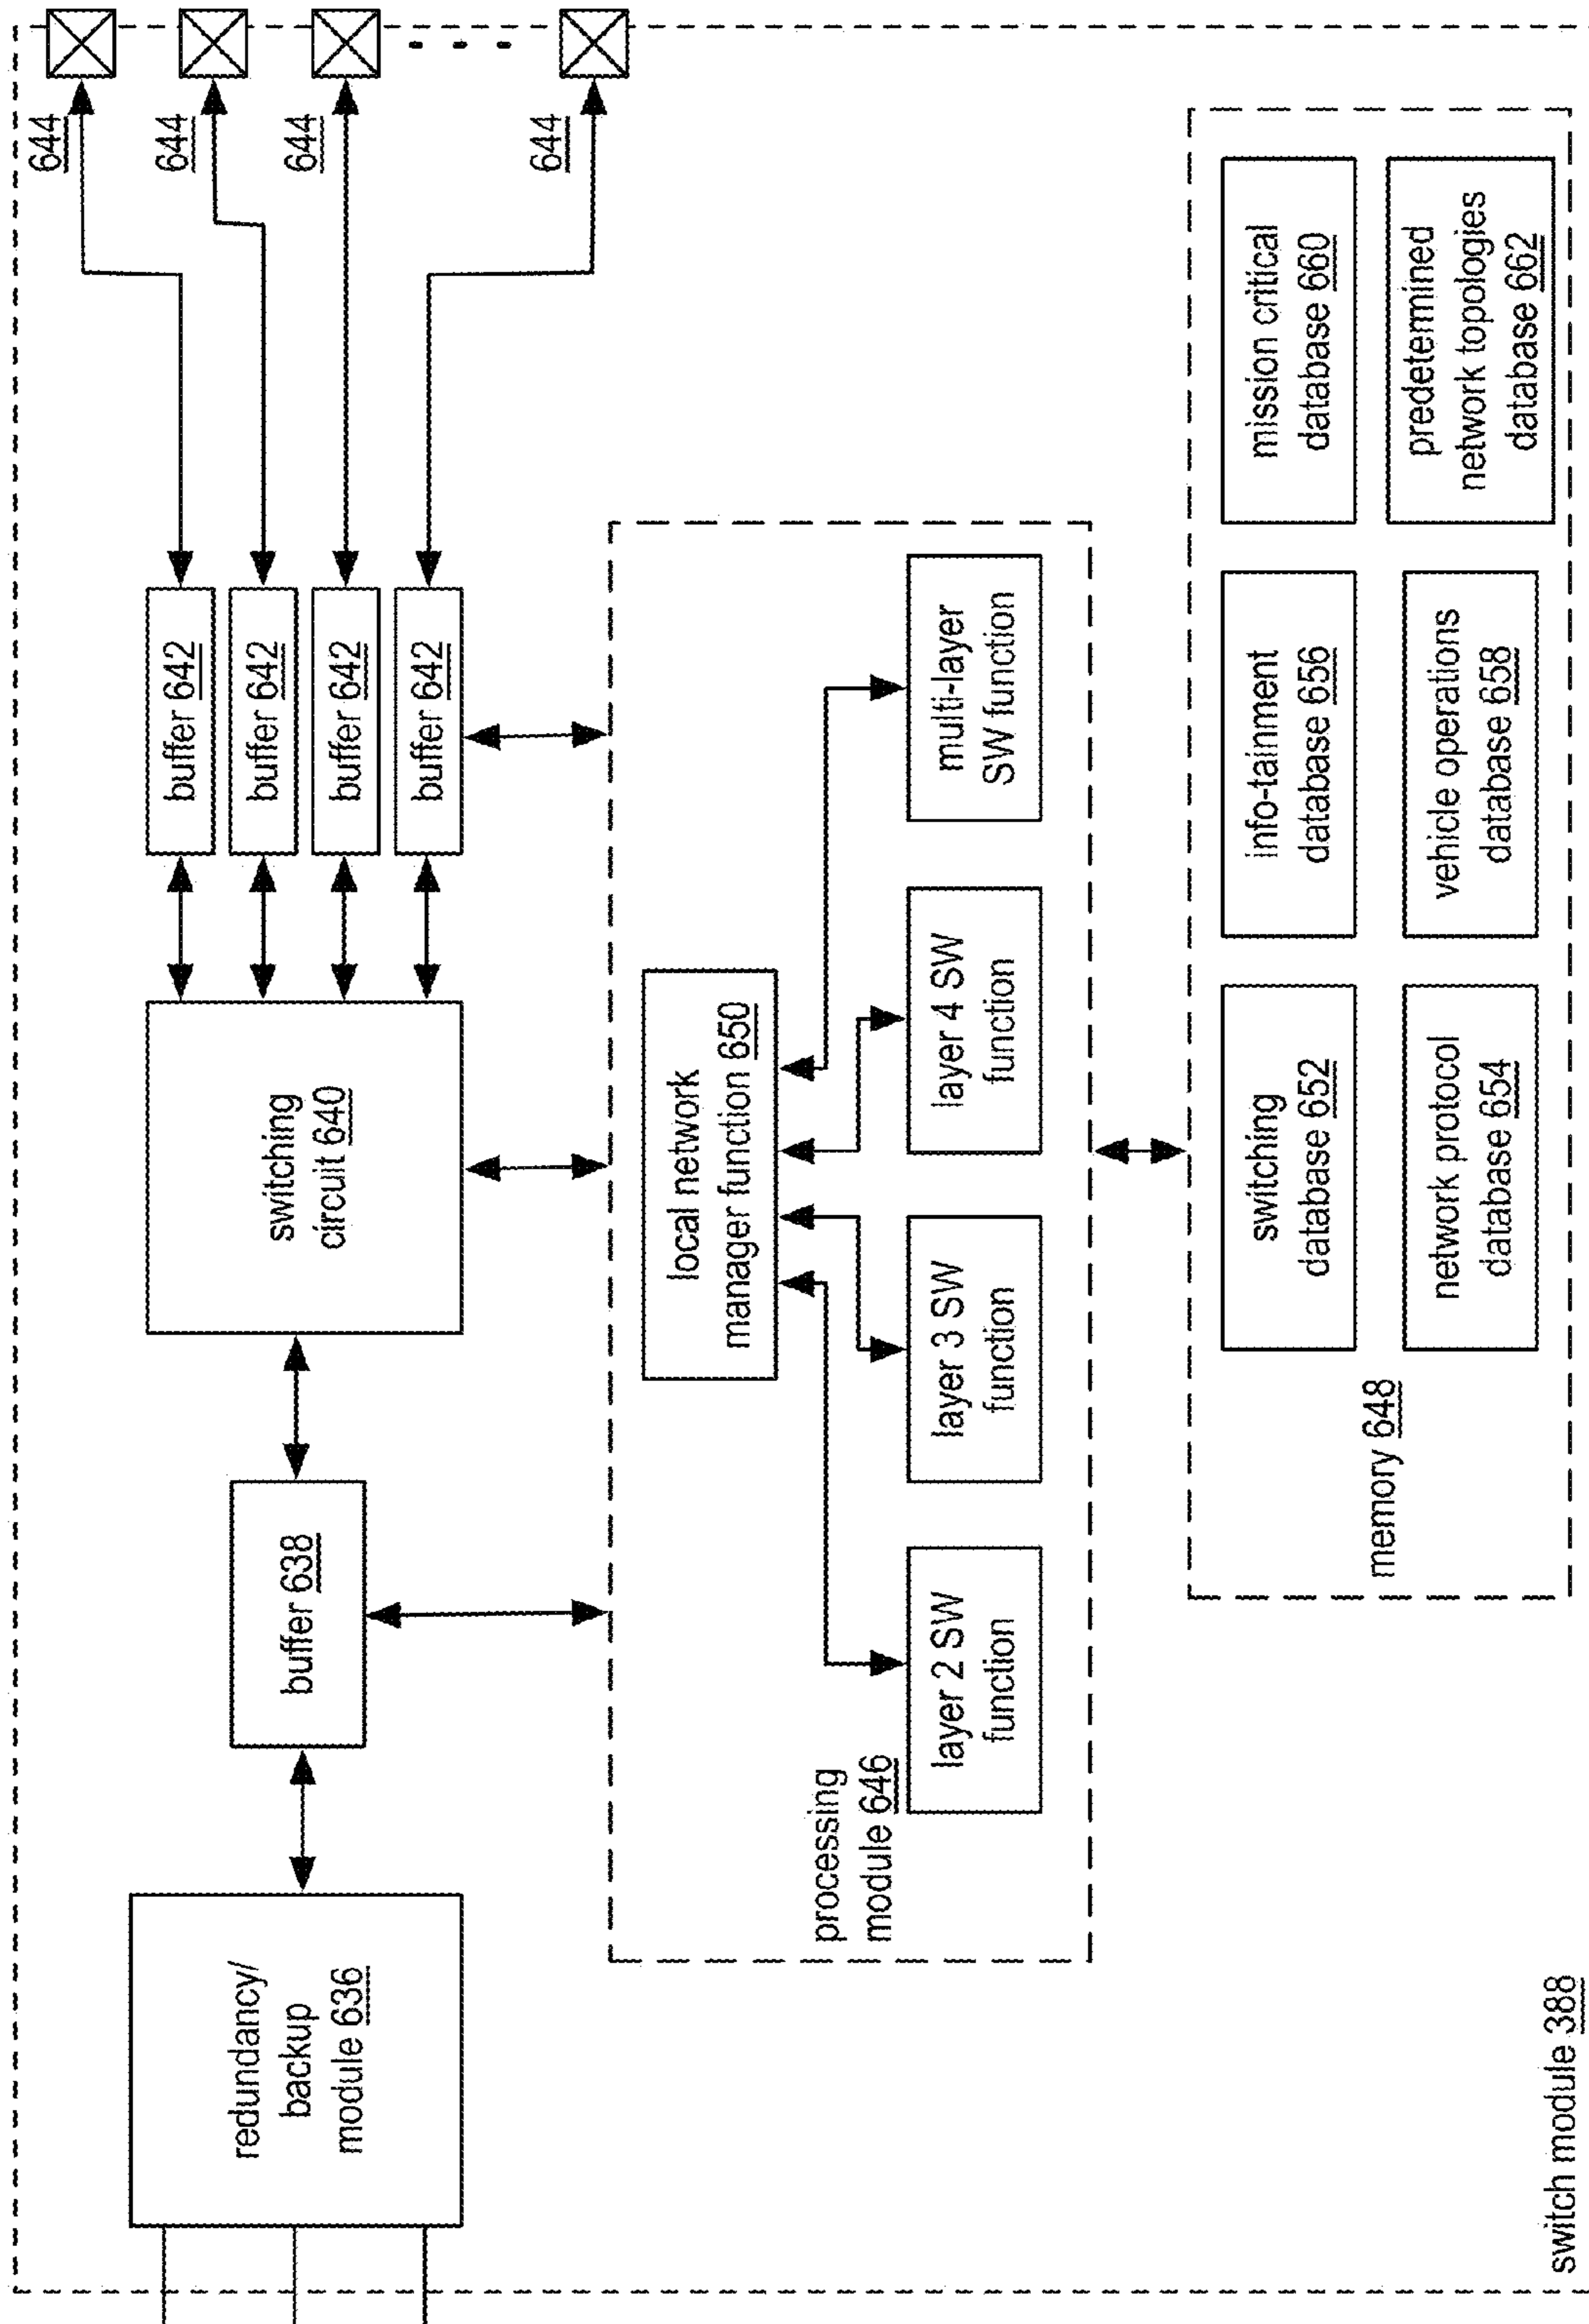 644
644
644
644
redundancy/
backup
module 636
buffer 638
switching
circuit 640
buffer 642
buffer 642
buffer 642
buffer 642
local network
manager function 650
processing
module 646
layer 2 SW
function
layer 3 SW
function
layer 4 SW
function
multi-layer
SW function
memory 648
switching
database 652
info-tainment
database 656
mission critical
database 660
network protocol
database 654
vehicle operations
database 658
predetermined
network topologies
database 662
switch module 388